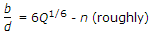 b/d = 6Q^{1/6} - n (roughly)